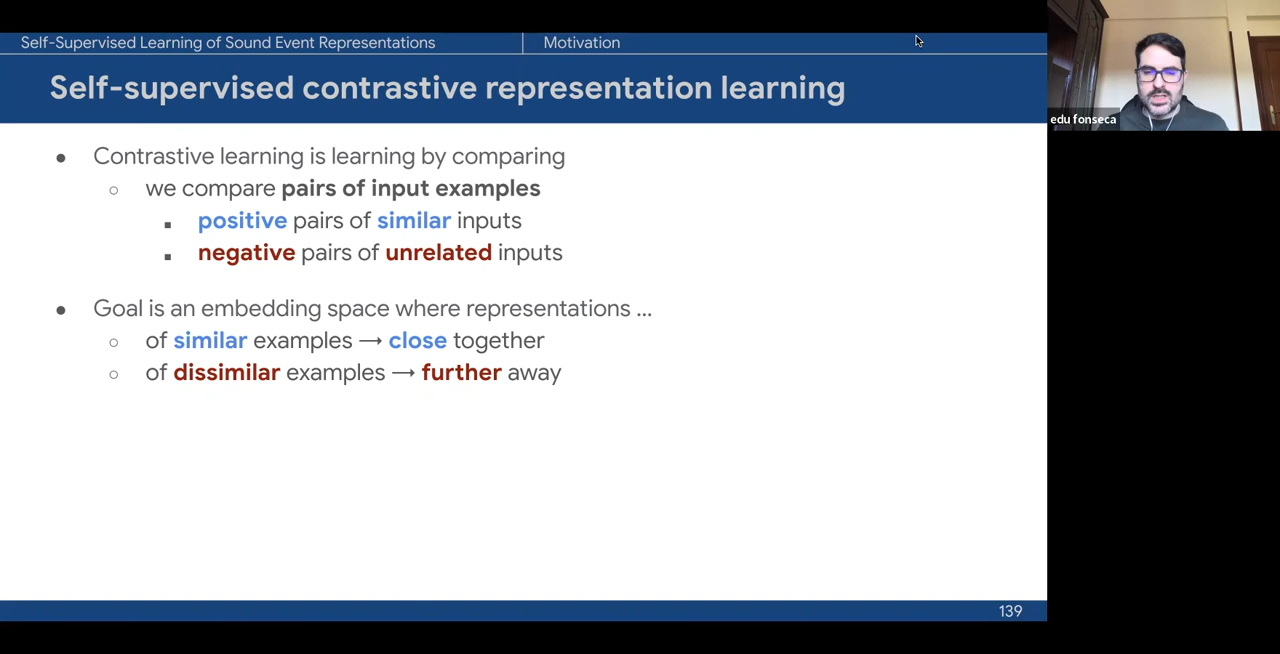 Self-Supervised Learning of Sound Event Representations
Motivation
Self-supervised contrastive representation learning
edu fonseca
● Contrastive learning is learning by comparing
○ we compare pairs of input examples
■ positive pairs of similar inputs
■ negative pairs of unrelated inputs
● Goal is an embedding space where representations ...
○ of similar examples → close together
○ of dissimilar examples → further away
139